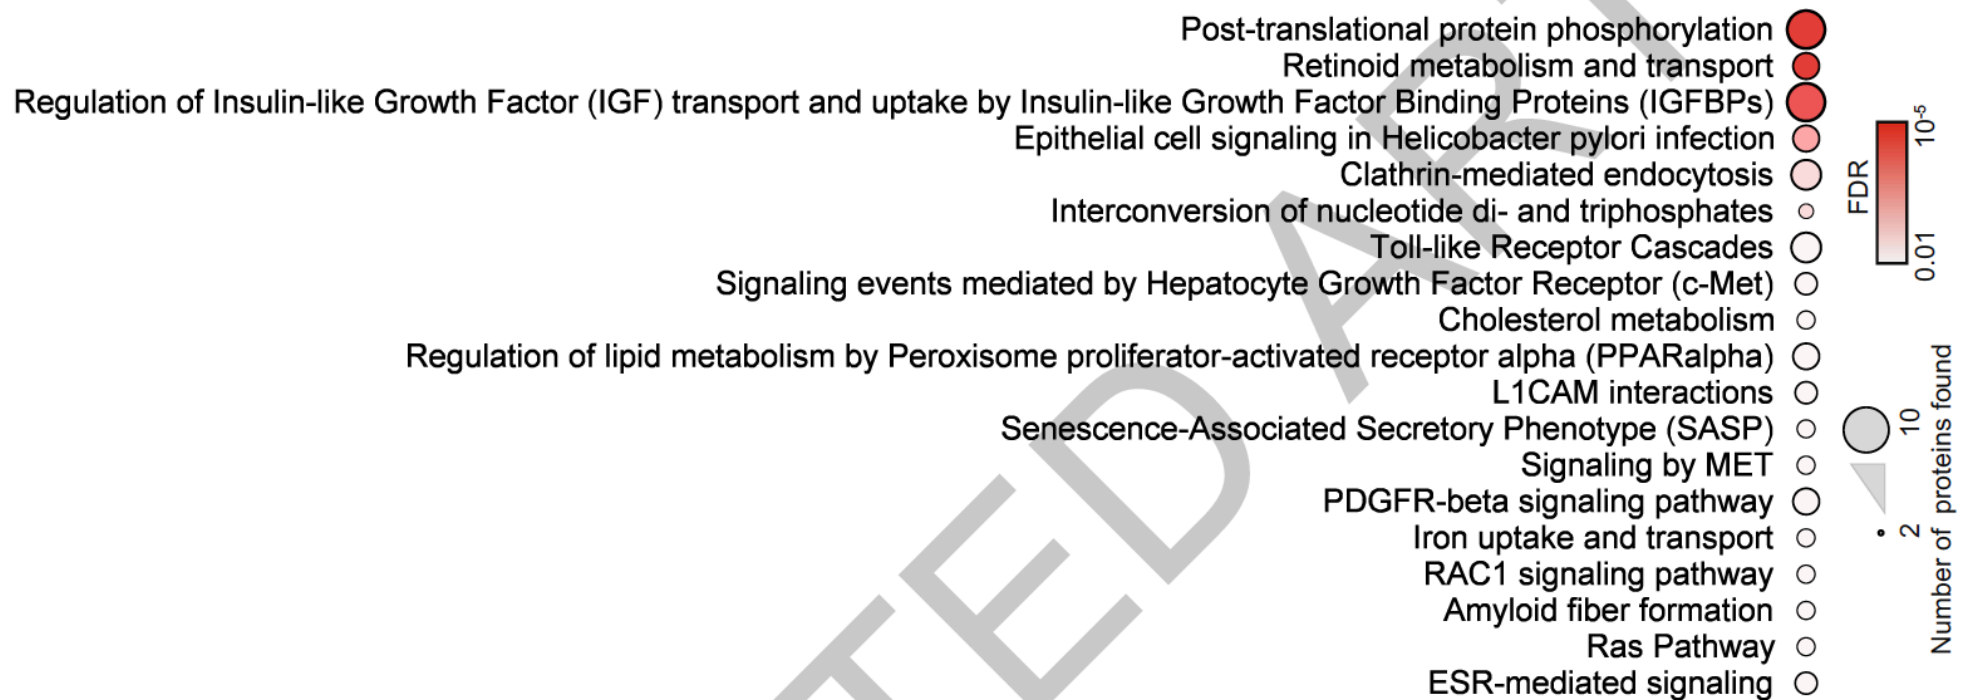 Post-translational protein phosphorylation
Retinoid metabolism and transport
Regulation of Insulin-like Growth Factor (IGF) transport and uptake by Insulin-like Growth Factor Binding Proteins (IGFBPs)
Epithelial cell signaling in Helicobacter pylori infection
Clathrin-mediated endocytosis
Interconversion of nucleotide di- and triphosphates
Toll-like Receptor Cascades
Signaling events mediated by Hepatocyte Growth Factor Receptor (c-Met)
Cholesterol metabolism
Regulation of lipid metabolism by Peroxisome proliferator-activated receptor alpha (PPARalpha)
L1CAM interactions
Senescence-Associated Secretory Phenotype (SASP)
Signaling by MET
PDGFR-beta signaling pathway
Iron uptake and transport
RAC1 signaling pathway
Amyloid fiber formation
Ras Pathway
ESR-mediated signaling
FDR
10⁻⁵
0.01
10
2
Number of proteins found
TED ART